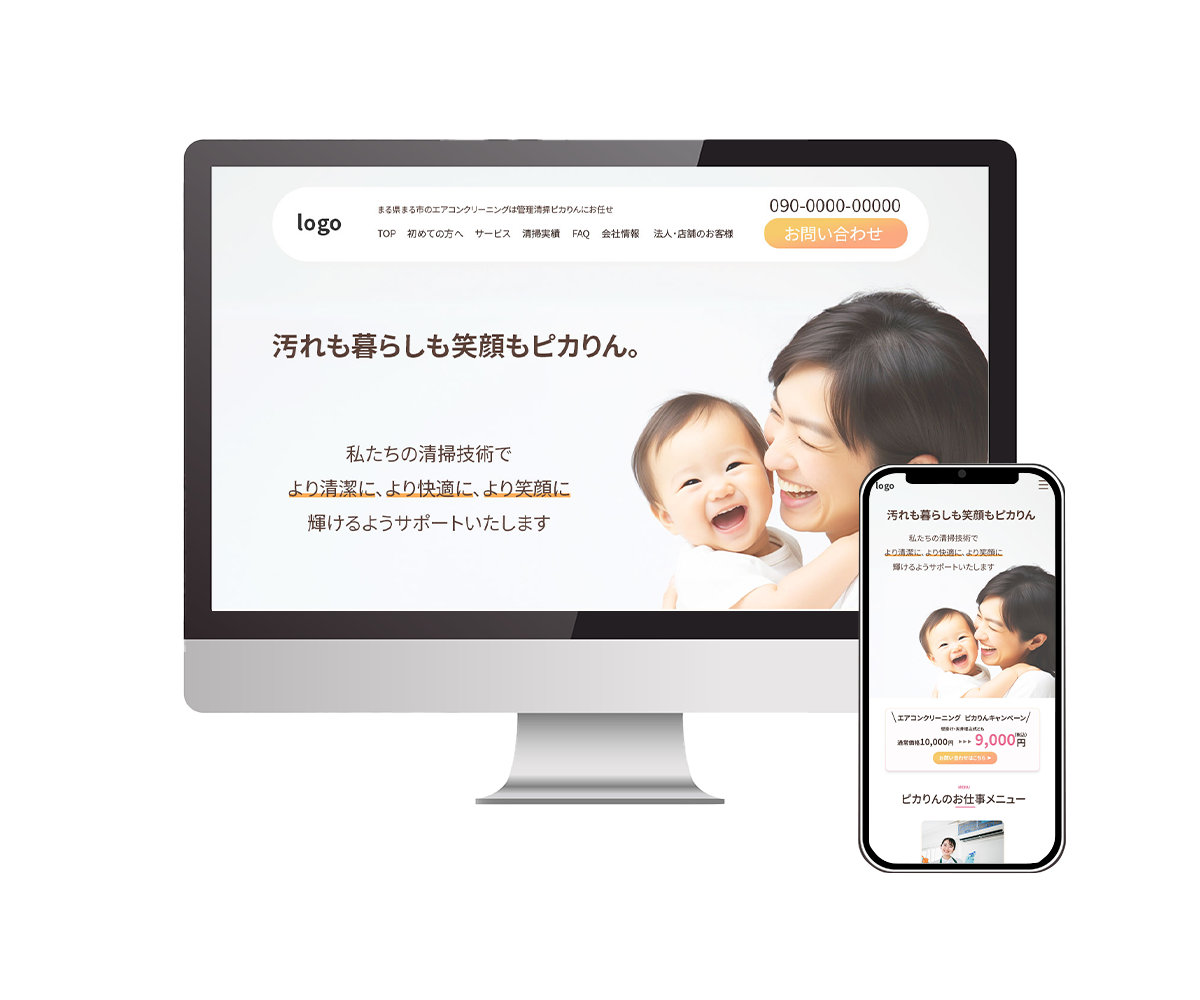 logo
まる県まる市のエアコンクリーニングは管理清掃ピカりんにお任せ
TOP 初めての方へ サービス 清掃実績 FAQ 会社情報 法人・店舗のお客様
090-0000-00000
お問い合わせ
汚れも暮らしも笑顔もピカりん。
私たちの清掃技術で
より清潔に、より快適に、より笑顔に
輝けるようサポートいたします
logo
汚れも暮らしも笑顔もピカりん
私たちの清掃技術で
より清潔に、より快適に、より笑顔に
輝けるようサポートいたします
\エアコンクリーニング ピカりんキャンペーン/
通常価格10,000円 ▶▶▶ 9,000円(税込)
お問い合わせはこちら ▶
MENU
ピカりんのお仕事メニュー